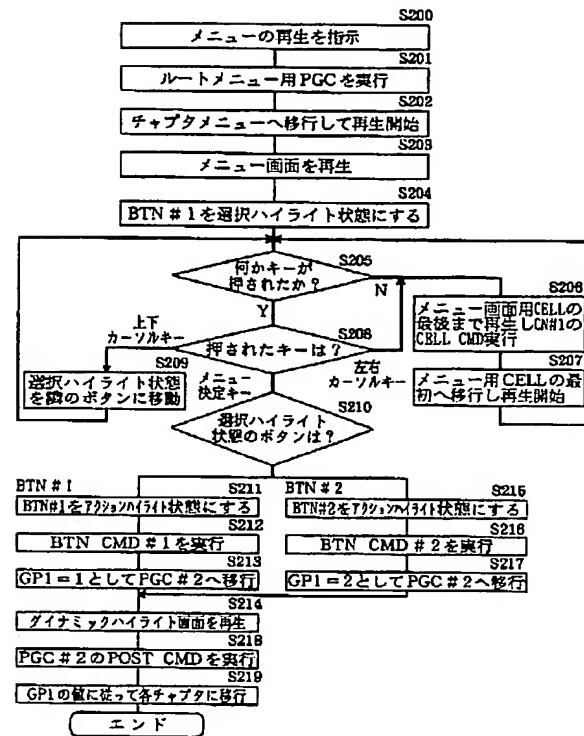 S200
メニューの再生を指示
S201
ルートメニュー用PGCを実行
S202
チャプタメニューへ移行して再生開始
S203
メニュー画面を再生
S204
BTN#1を選択ハイライト状態にする
S205
何かキーが
押されたか?
N
Y
S206
メニュー画面用CELLの
最後まで再生しCN#1の
CELL CMD実行
S207
メニュー用CELLの最
初へ移行し再生開始
S208
押されたキーは?
上下
カーソルキー
左右
カーソルキー
メニュー
決定キー
S209
選択ハイライト状態
を隣のボタンに移動
S210
選択ハイライト
状態のボタンは?
BTN#1
S211
BTN#1をアクションハイライト状態にする
S212
BTN CMD#1を実行
S213
GP1=1としてPGC#2へ移行
BTN#2
S215
BTN#2をアクションハイライト状態にする
S216
BTN CMD#2を実行
S217
GP1=2としてPGC#2へ移行
S214
ダイナミックハイライト画面を再生
S218
PGC#2のPOST CMDを実行
S219
GP1の値に従って各チャプタに移行
エンド